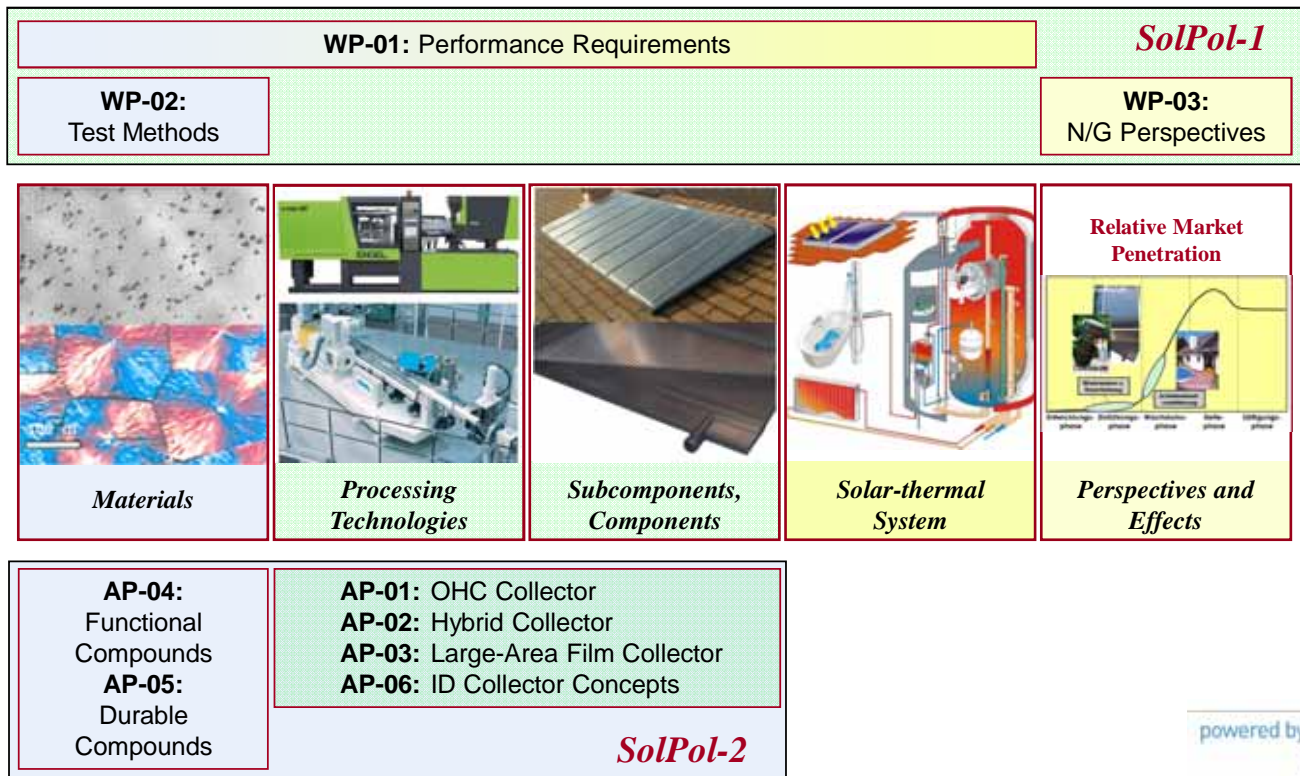 WP-01: Performance Requirements
SolPol-1
WP-02:
Test Methods
WP-03:
N/G Perspectives
ENGEL
Relative Market
Penetration
Materials
Processing
Technologies
Subcomponents,
Components
Solar-thermal
System
Perspectives and
Effects
AP-04:
Functional
Compounds
AP-05:
Durable
Compounds
AP-01: OHC Collector
AP-02: Hybrid Collector
AP-03: Large-Area Film Collector
AP-06: ID Collector Concepts
SolPol-2
powered by